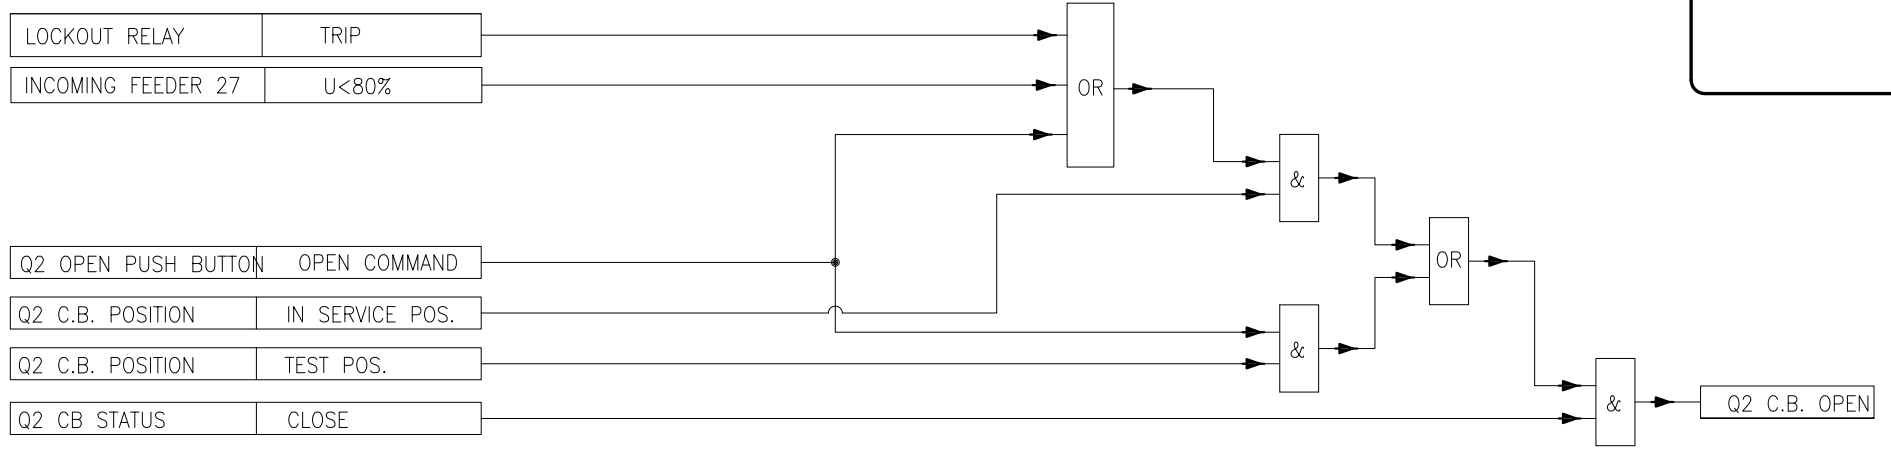 LOCKOUT RELAY TRIP
INCOMING FEEDER 27 U<80%
OR
&
Q2 OPEN PUSH BUTTON OPEN COMMAND
OR
Q2 C.B. POSITION IN SERVICE POS.
Q2 C.B. POSITION TEST POS.
&
Q2 CB STATUS CLOSE
&
Q2 C.B. OPEN